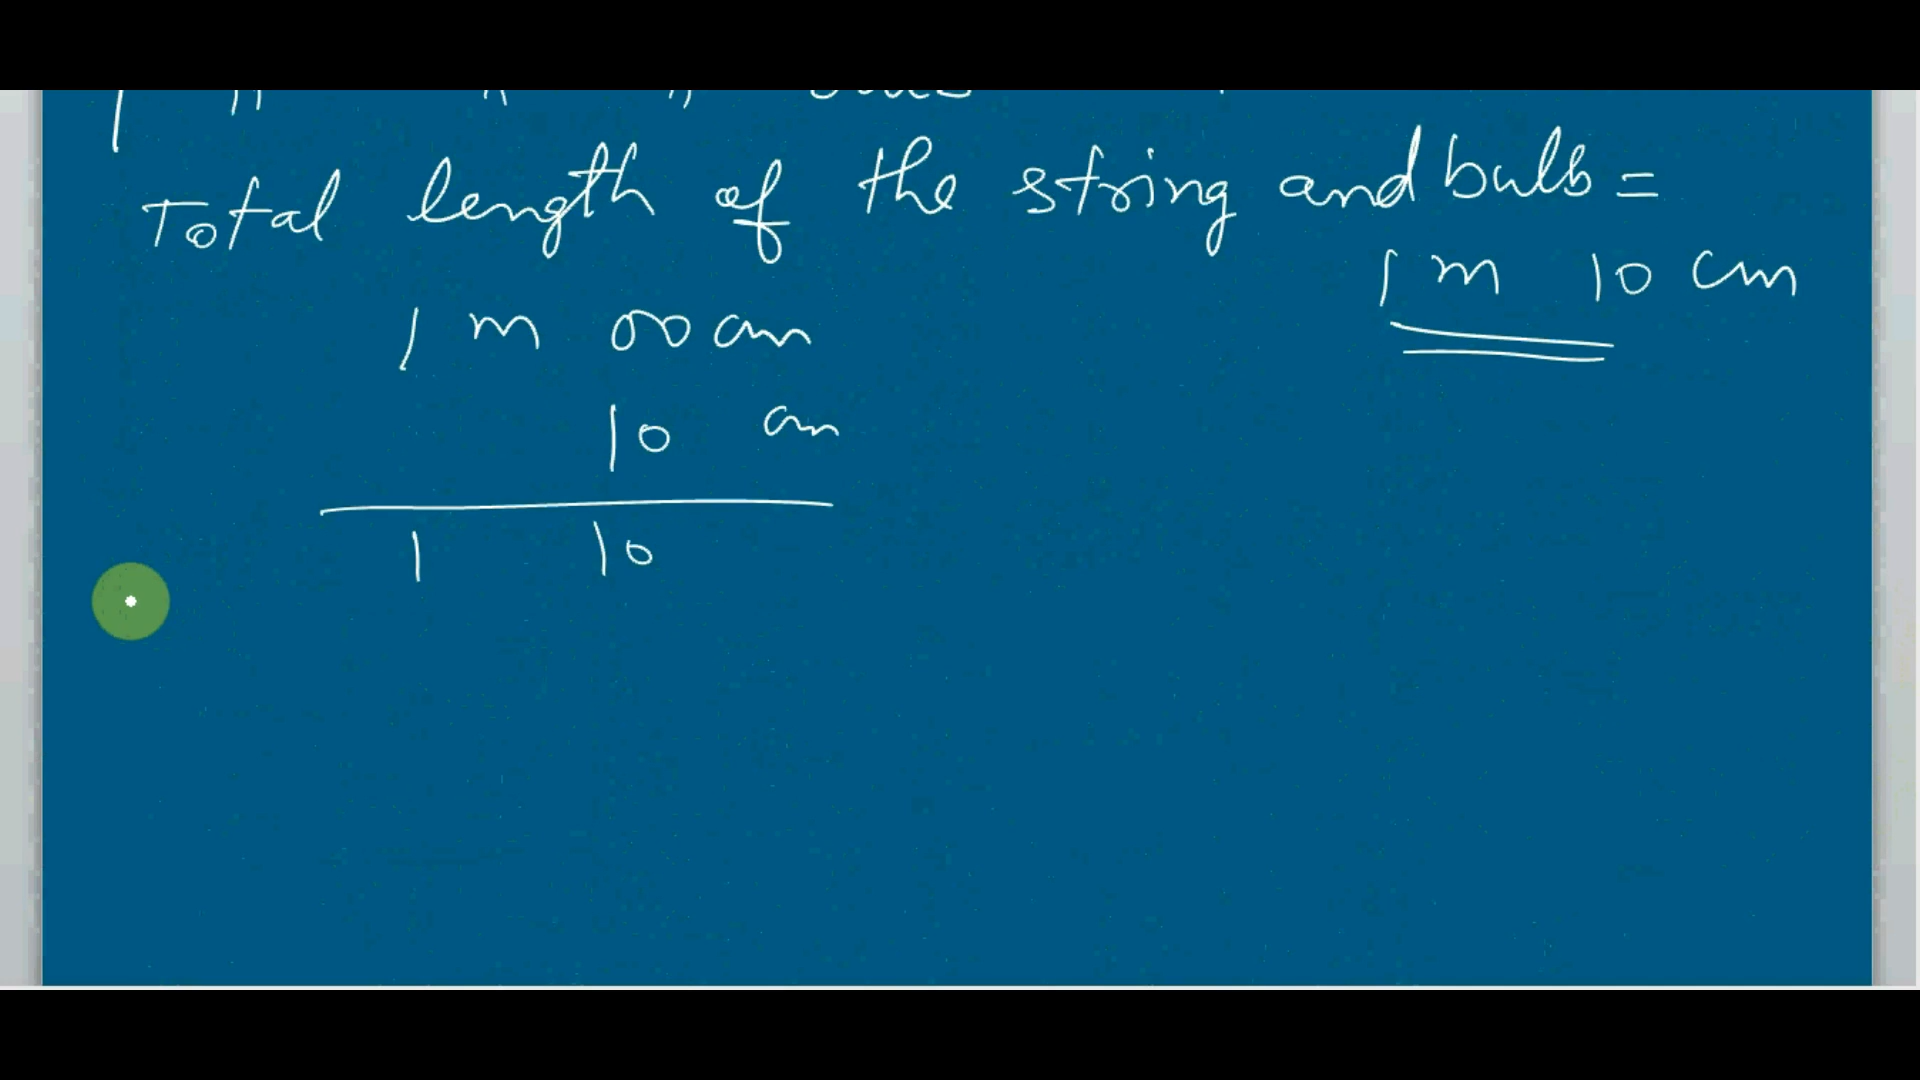 Total length of the string and bulb =
1 m 10 cm
1 m 00 cm
10 cm
1 10